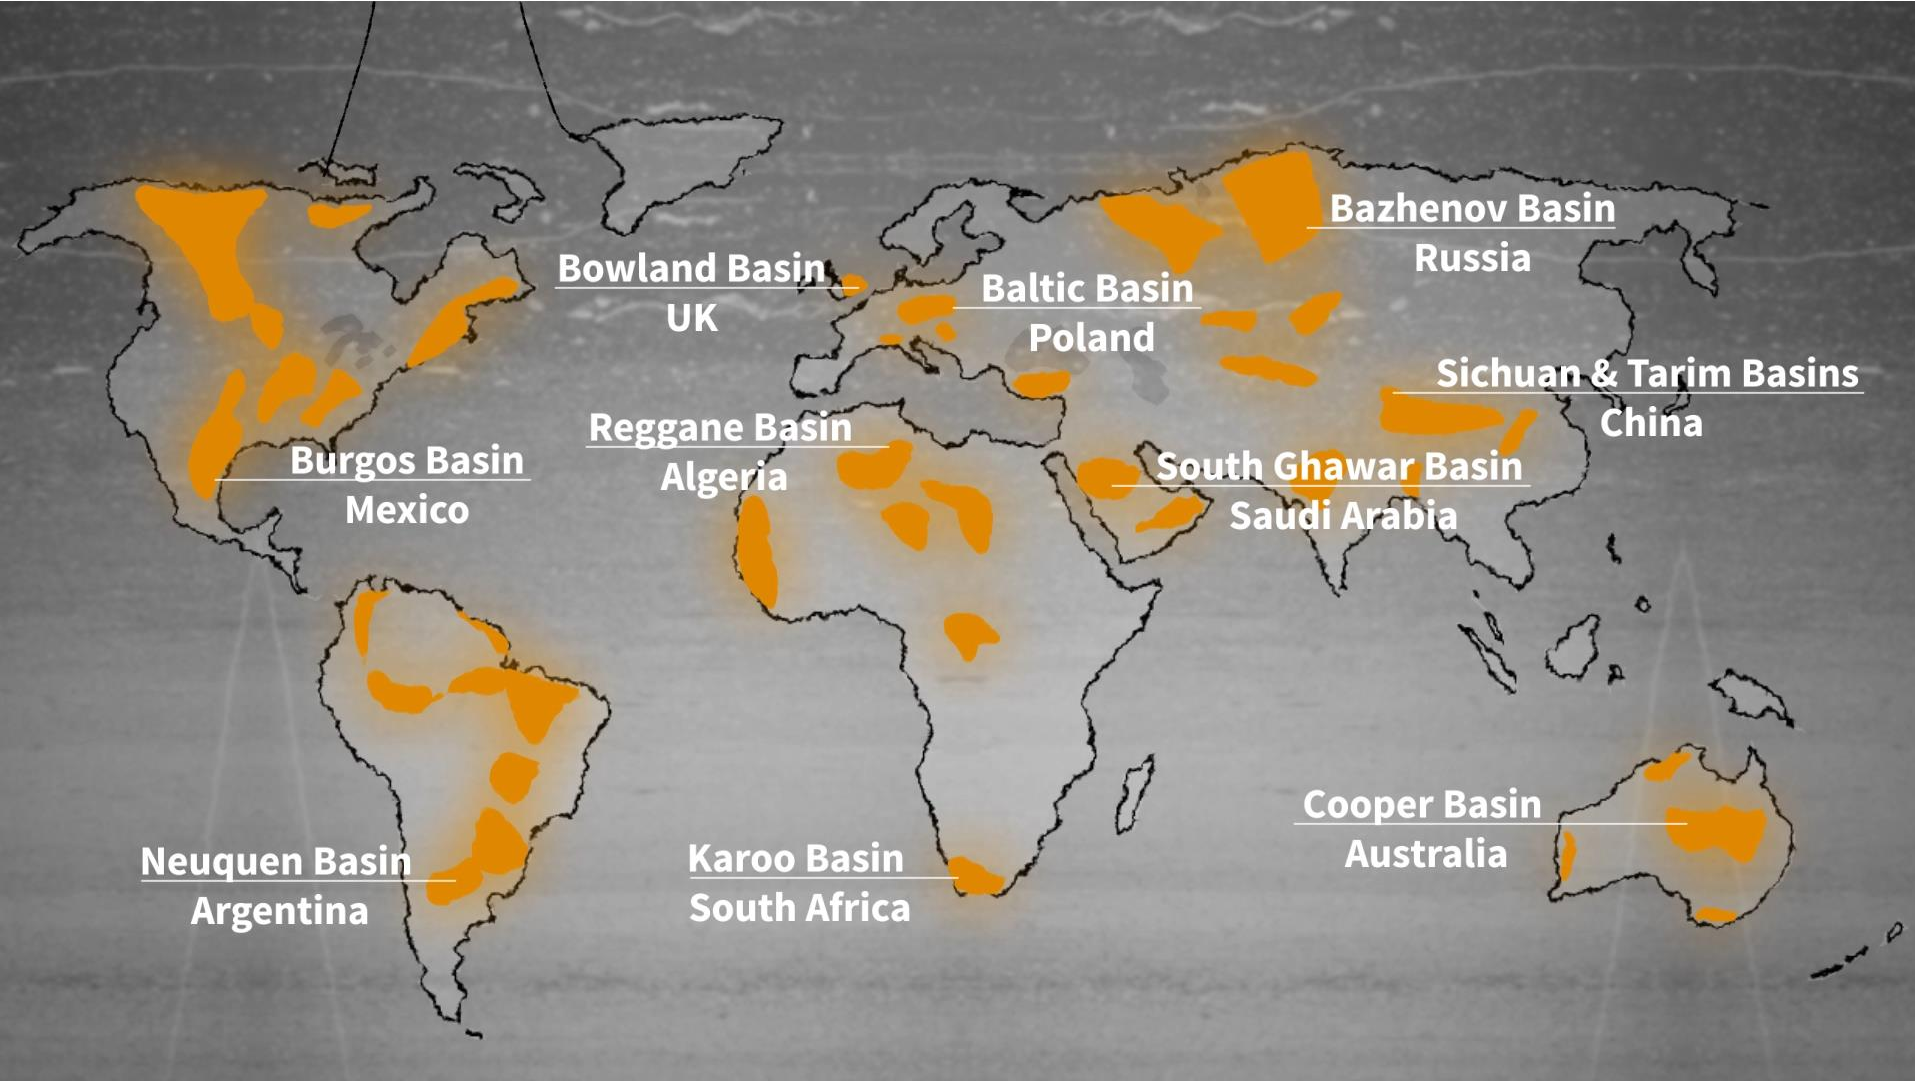 Bazhenov Basin
Russia
Bowland Basin
UK
Baltic Basin
Poland
Sichuan & Tarim Basins
China
Reggane Basin
Algeria
Burgos Basin
Mexico
South Ghawar Basin
Saudi Arabia
Cooper Basin
Australia
Neuquen Basin
Argentina
Karoo Basin
South Africa